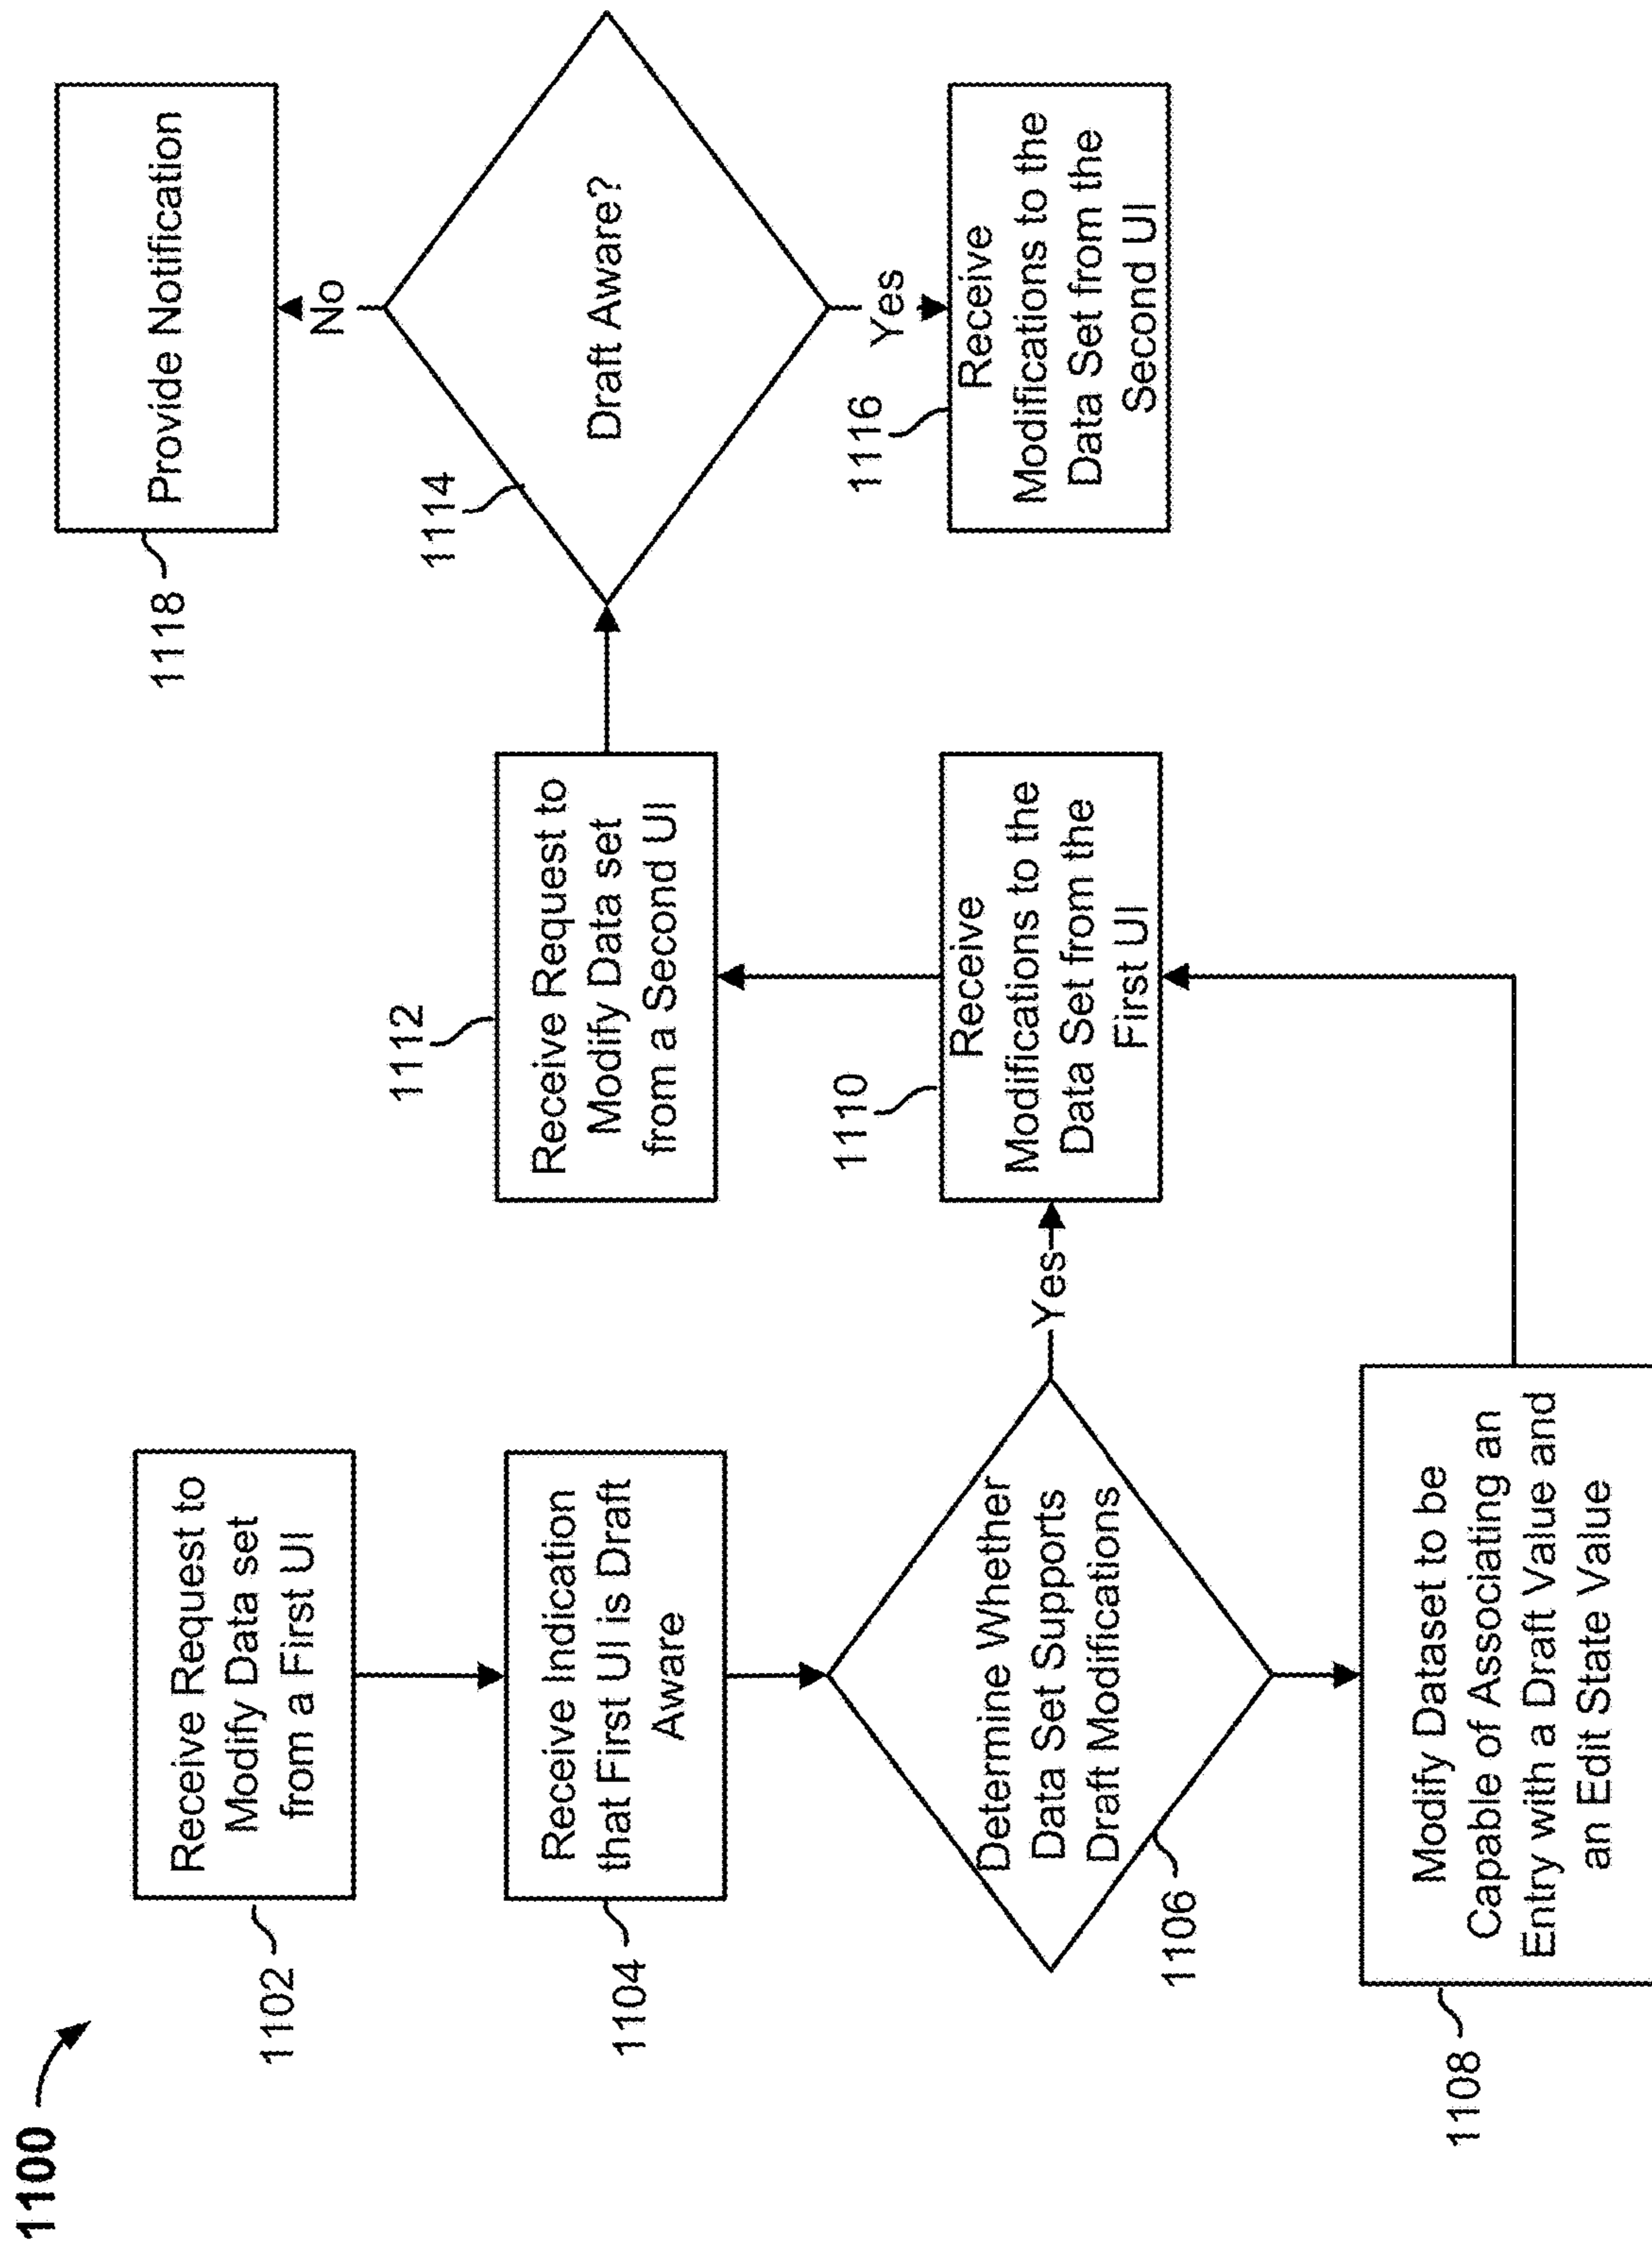 1100
1102
Receive Request to
Modify Data set
from a First UI
1104
Receive Indication
that First UI is Draft
Aware
1106
Determine Whether
Data Set Supports
Draft Modifications
Yes
1108
Modify Dataset to be
Capable of Associating an
Entry with a Draft Value and
an Edit State Value
1110
Receive
Modifications to the
Data Set from the
First UI
1112
Receive Request to
Modify Data set
from a Second UI
1114
Draft Aware?
Yes
1116
Receive
Modifications to the
Data Set from the
Second UI
No
1118
Provide Notification